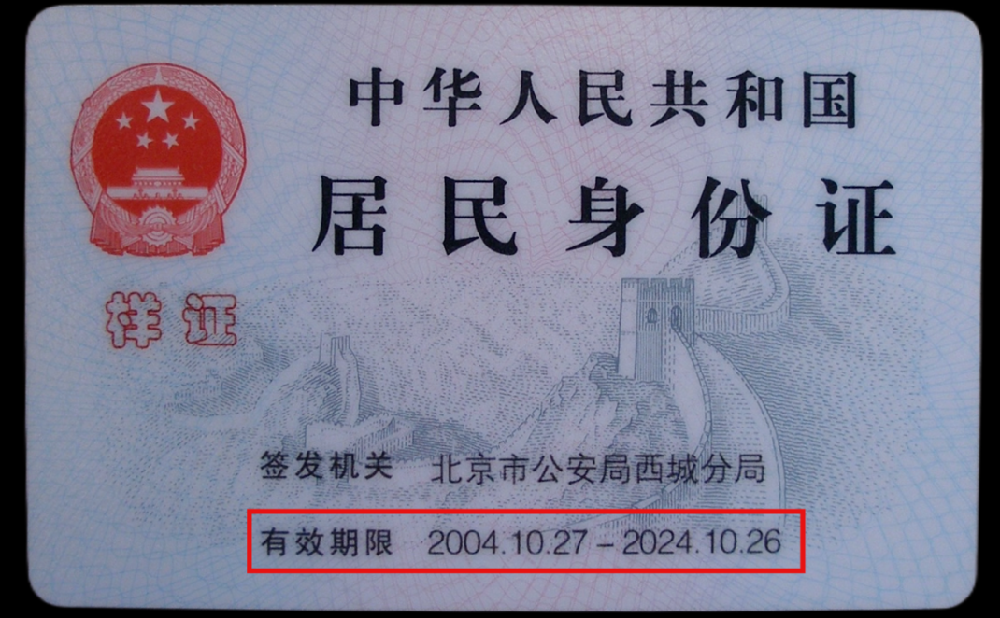 中华人民共和国
居民身份证
样证
签发机关 北京市公安局西城分局
有效期限 2004.10.27-2024.10.26